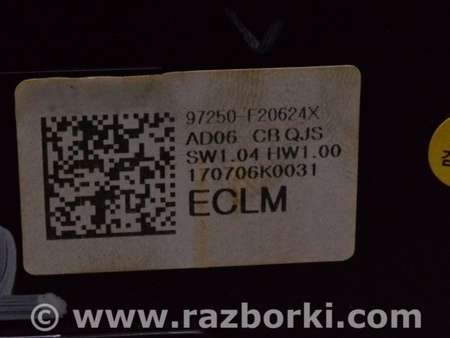 97250-F20624X
AD06 CB QJS
SW1.04 HW1.00
170706K0031
ECLM
© www.razborki.com